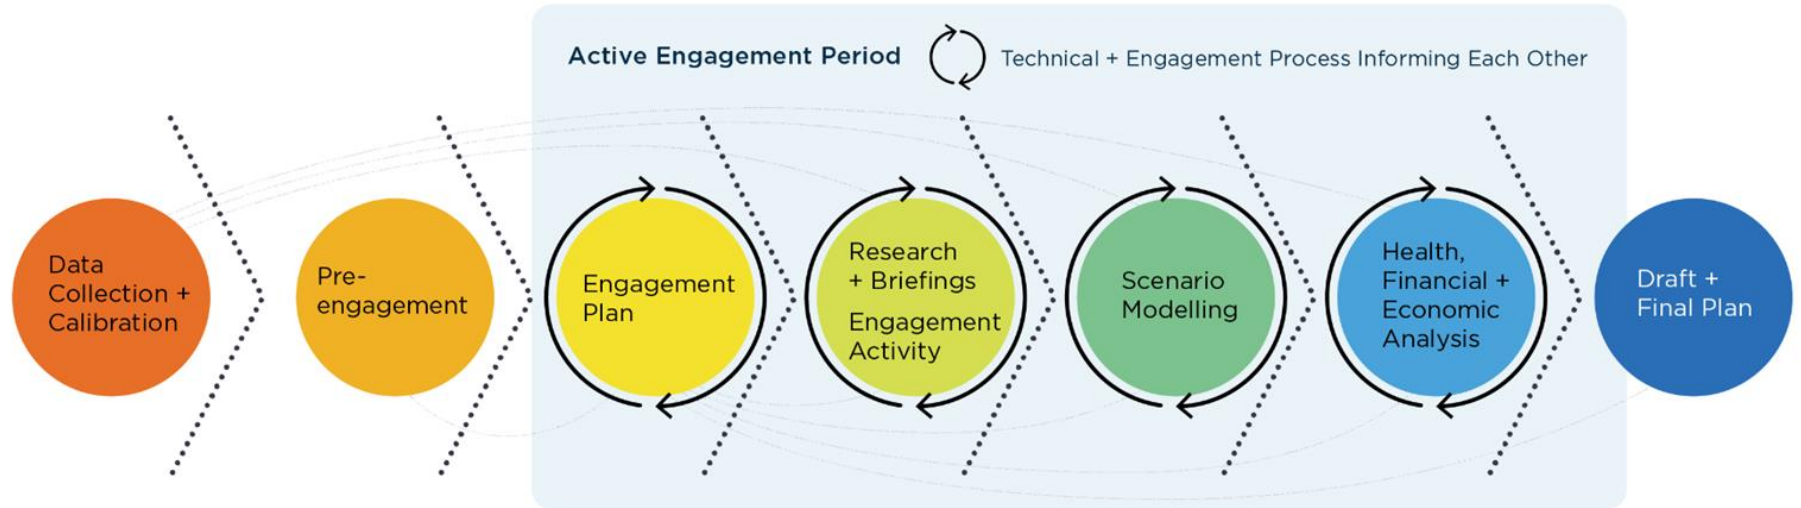 Active Engagement Period
Technical + Engagement Process Informing Each Other
Data
Collection +
Calibration
Pre-
engagement
Engagement
Plan
Research
+ Briefings
Engagement
Activity
Scenario
Modelling
Health,
Financial +
Economic
Analysis
Draft +
Final Plan